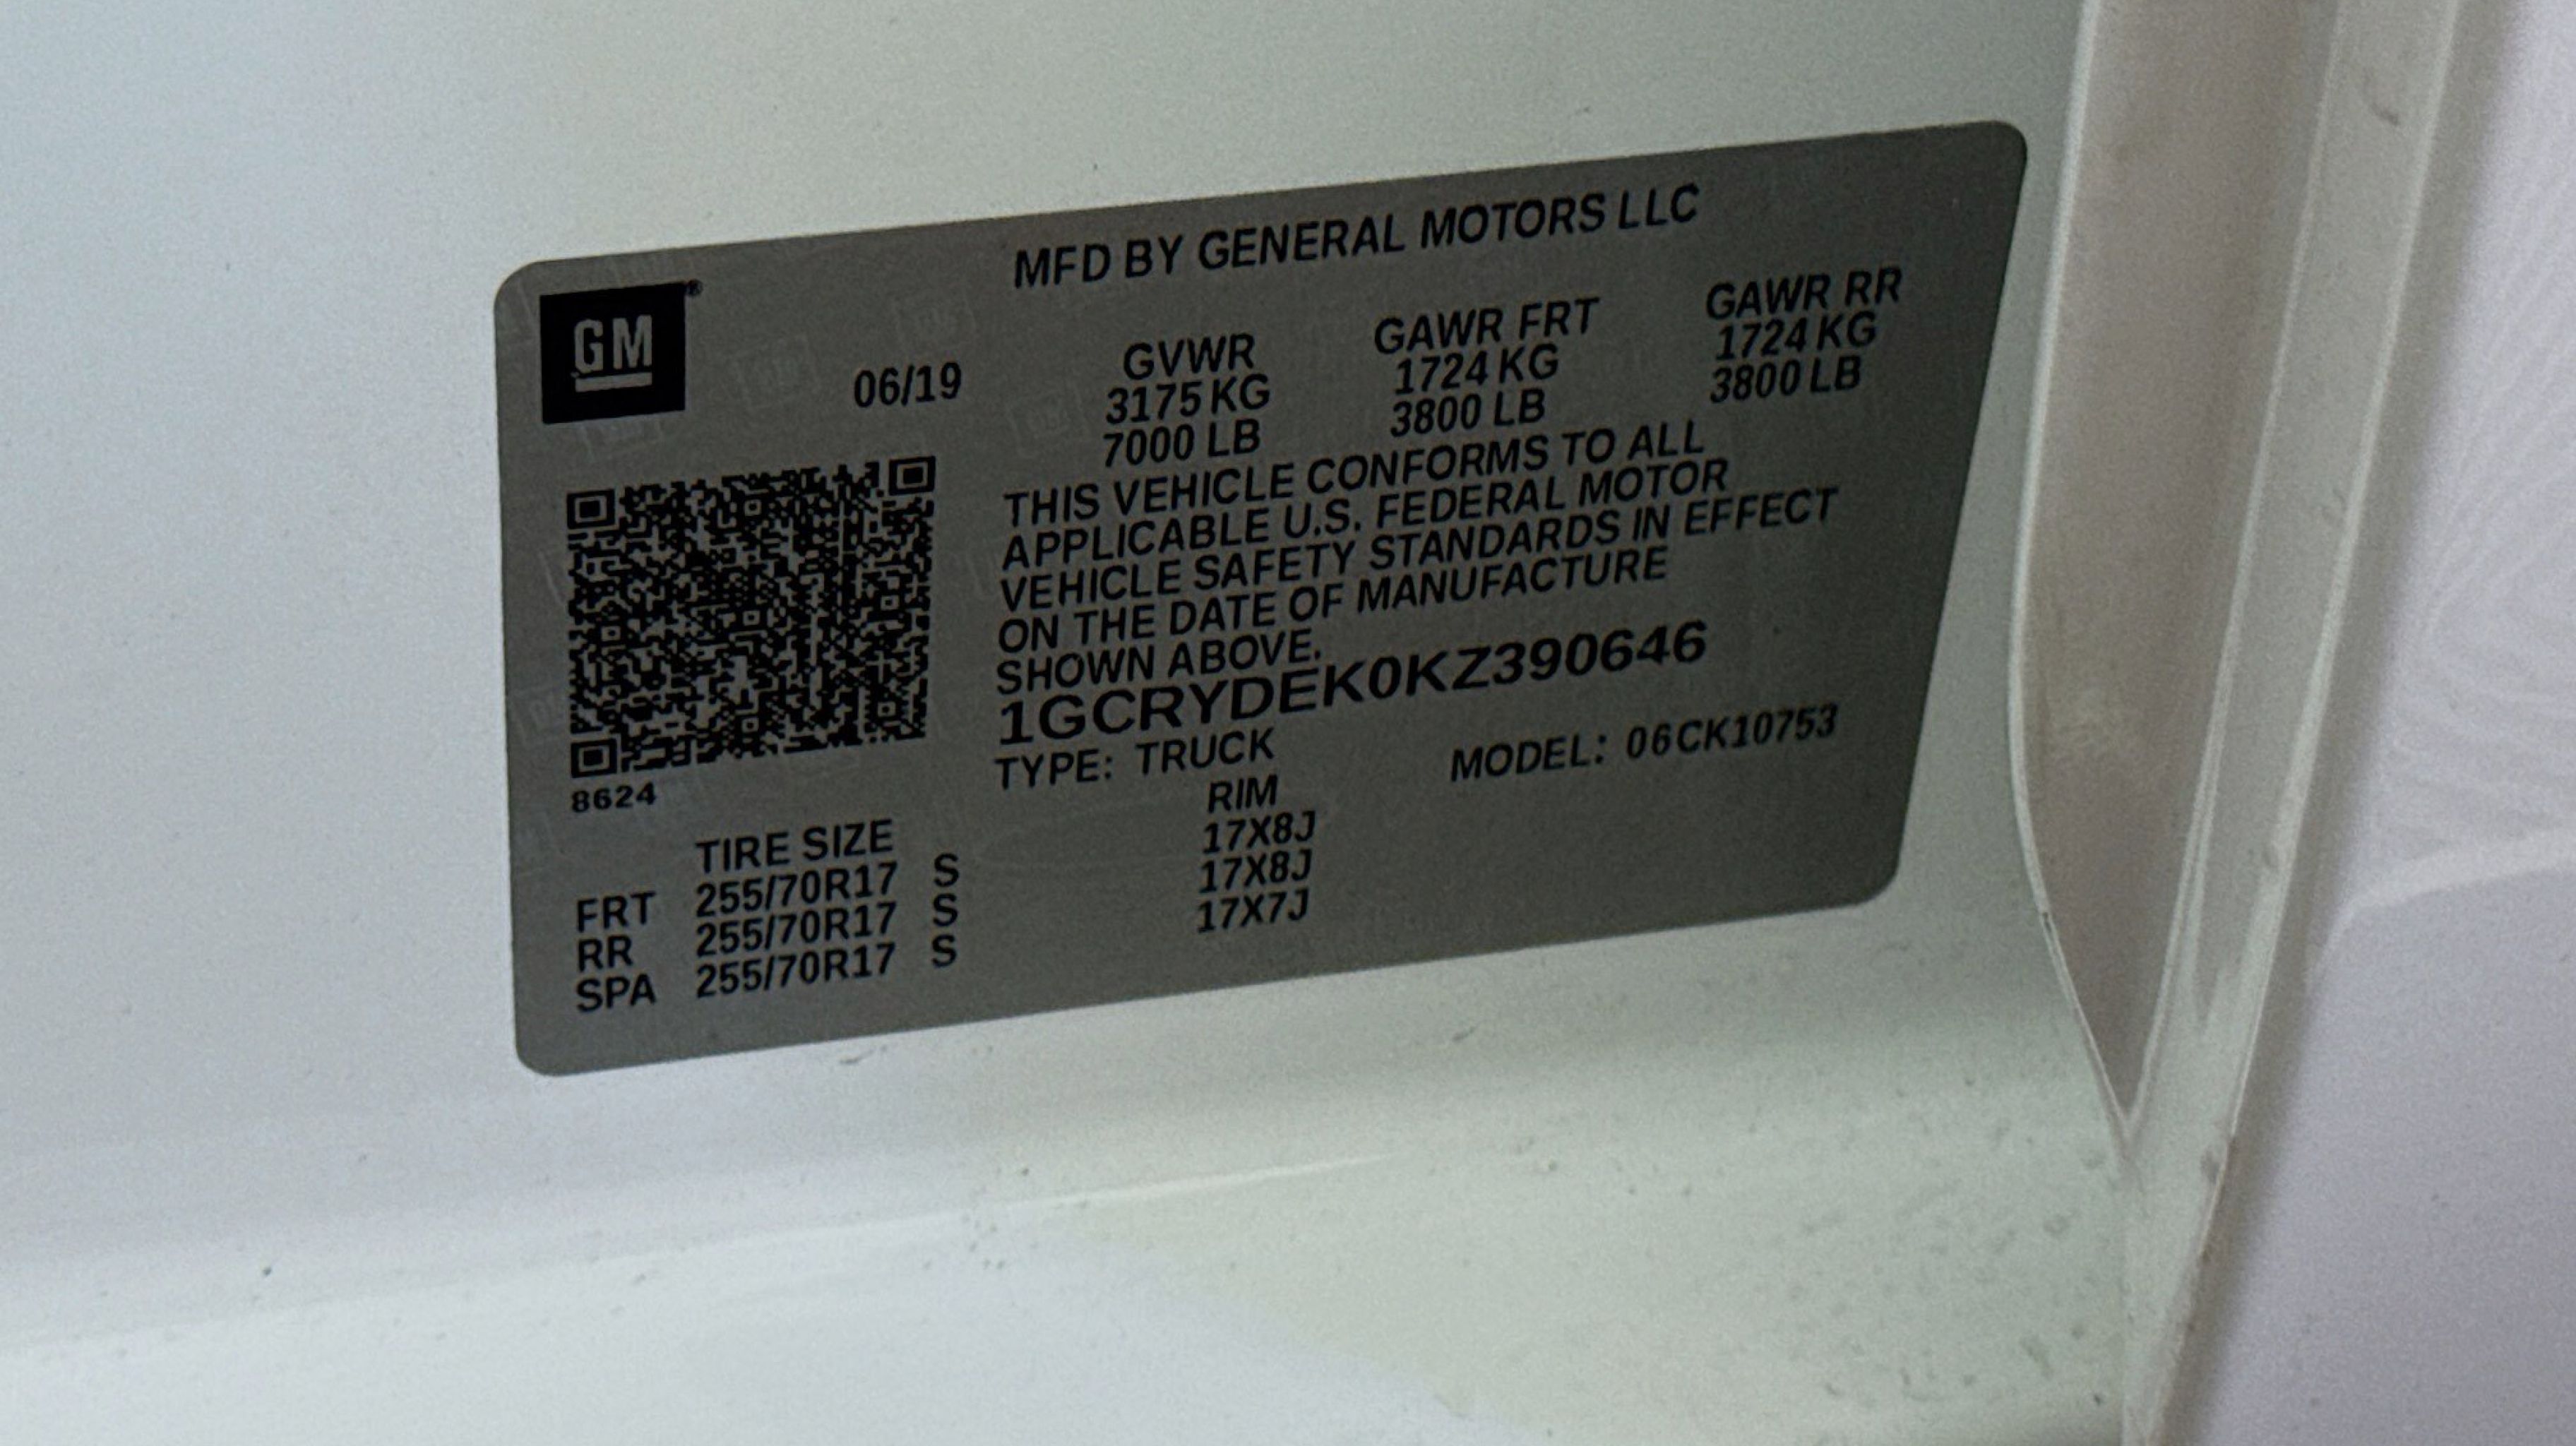 MFD BY GENERAL MOTORS LLC
GM®
06/19
GVWR GAWR FRT GAWR RR
3175 KG 1724 KG 1724 KG
7000 LB 3800 LB 3800 LB
THIS VEHICLE CONFORMS TO ALL
APPLICABLE U.S. FEDERAL MOTOR
VEHICLE SAFETY STANDARDS IN EFFECT
ON THE DATE OF MANUFACTURE
SHOWN ABOVE.
1GCRYDEK0KZ390646
TYPE: TRUCK MODEL: 06CK10753
8624
TIRE SIZE RIM
FRT 255/70R17 S 17X8J
RR 255/70R17 S 17X8J
SPA 255/70R17 S 17X7J